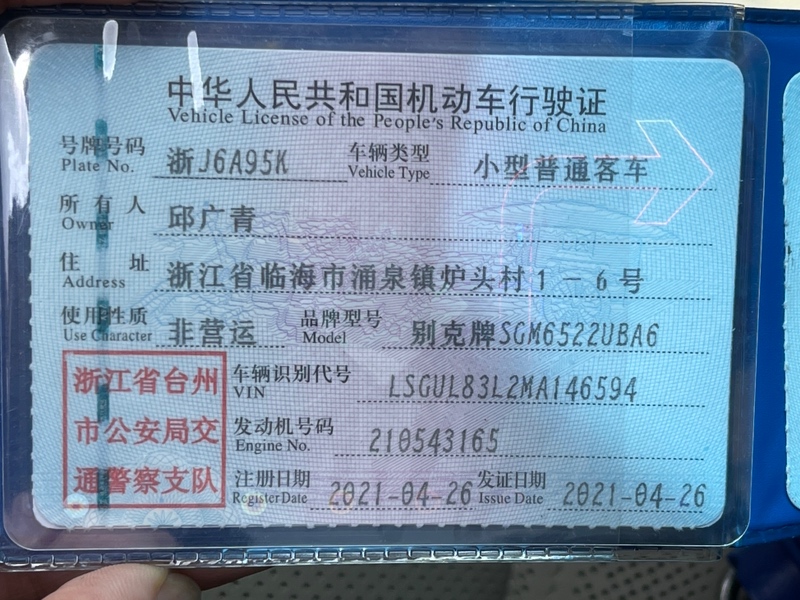 中华人民共和国机动车行驶证
Vehicle License of the People's Republic of China
号牌号码 浙J6A95K 车辆类型 小型普通客车
Plate No. Vehicle Type
所有人 邱广青
Owner
住址 浙江省临海市涌泉镇炉头村1-6号
Address
使用性质 非营运 品牌型号 别克牌SGM6522UBA6
Use Character Model
浙江省台州
市公安局交
通警察支队
车辆识别代号 LSGUL83L2MA146594
VIN
发动机号码 210543165
Engine No.
注册日期 2021-04-26 发证日期 2021-04-26
Register Date Issue Date